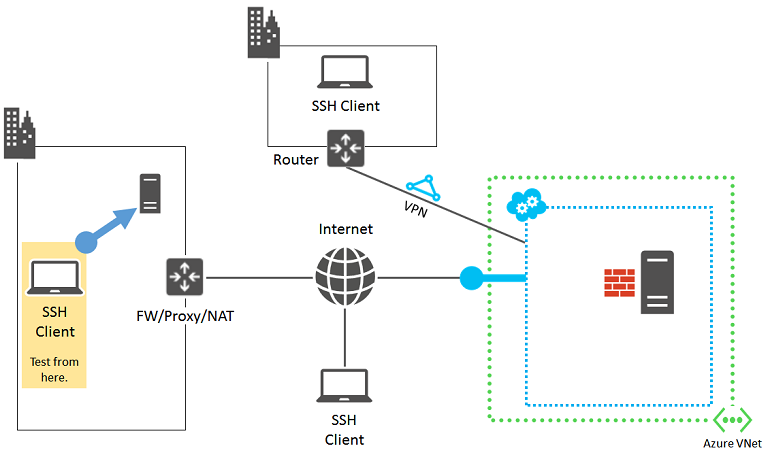 SSH Client
Router
VPN
Internet
SSH
Client
Test from
here.
FW/Proxy/NAT
SSH
Client
Azure VNet